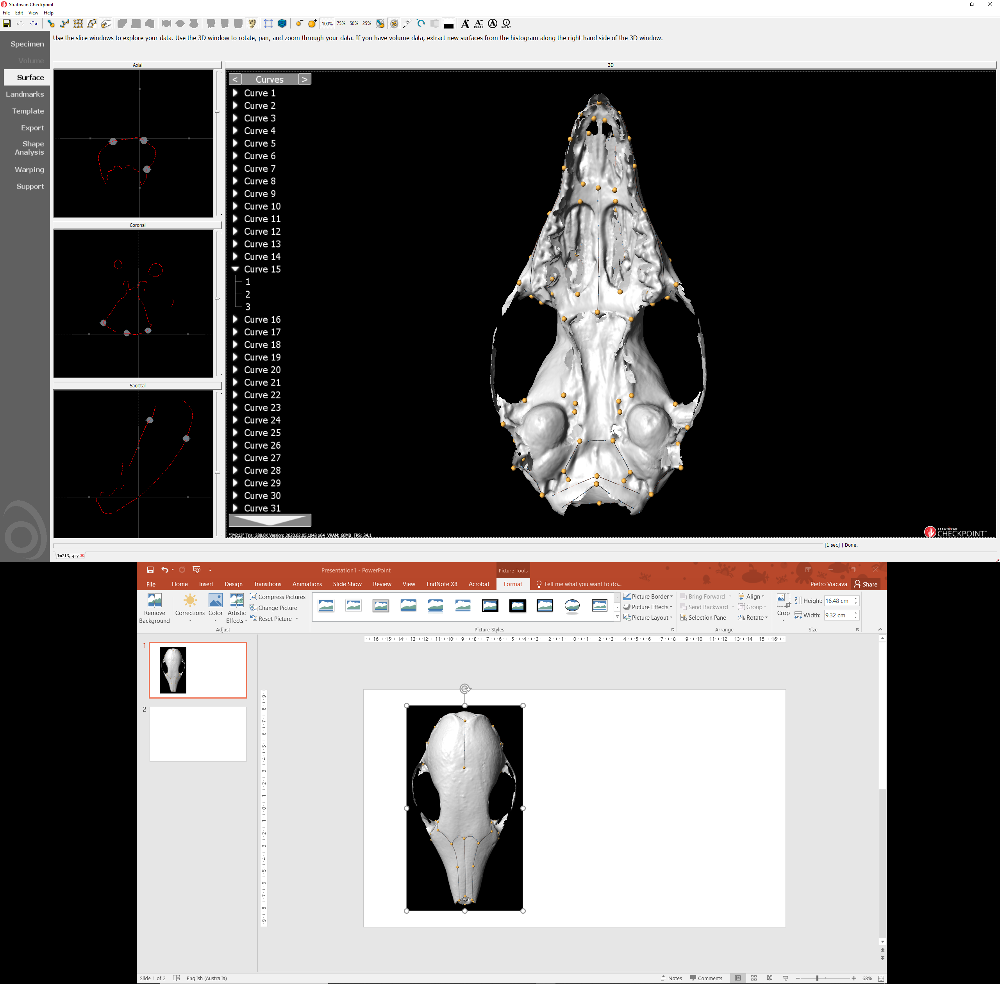 Stratovan Checkpoint
File Edit View Help
100% 75% 50% 25% A+ A- RELAY A RELAY
Use the slice windows to explore your data. Use the 3D window to rotate, pan, and zoom through your data. If you have volume data, extract new surfaces from the histogram along the right-hand side of the 3D window.
Specimen
Volume
Surface
Landmarks
Template
Export
Shape
Analysis
Warping
Support
Axial
Coronal
Sagittal
3D
< Curves >
Curve 1
Curve 2
Curve 3
Curve 4
Curve 5
Curve 6
Curve 7
Curve 8
Curve 9
Curve 10
Curve 11
Curve 12
Curve 13
Curve 14
Curve 15
1
2
3
Curve 16
Curve 17
Curve 18
Curve 19
Curve 20
Curve 21
Curve 22
Curve 23
Curve 24
Curve 25
Curve 26
Curve 27
Curve 28
Curve 29
Curve 30
Curve 31
"JM213" Tris: 388.0K Version: 2020.02.05.1043 x64 VRAM: 60MB FPS: 34.1
STRATOVAN
CHECKPOINT™
[1 sec] | Done.
Jm213, .ply
Presentation1 - PowerPoint
Picture Tools
File Home Insert Design Transitions Animations Slide Show Review View EndNote X8 Acrobat Format Tell me what you want to do... Pietro Viacava Share
Remove
Background
Corrections
Color
Artistic
Effects
Compress Pictures
Change Picture
Reset Picture
Adjust
Picture Styles
Picture Border
Picture Effects
Picture Layout
Bring Forward
Send Backward
Selection Pane
Align
Group
Rotate
Arrange
Crop
Height: 16.48 cm
Width: 9.32 cm
Size
16 15 14 13 12 11 10 9 8 7 6 5 4 3 2 1 0 1 2 3 4 5 6 7 8 9 10 11 12 13 14 15 16
9 8 7 6 5 4 3 2 1 0 1 2 3 4 5 6 7 8 9
1
2
Slide 1 of 2 English (Australia)
Notes Comments 68%